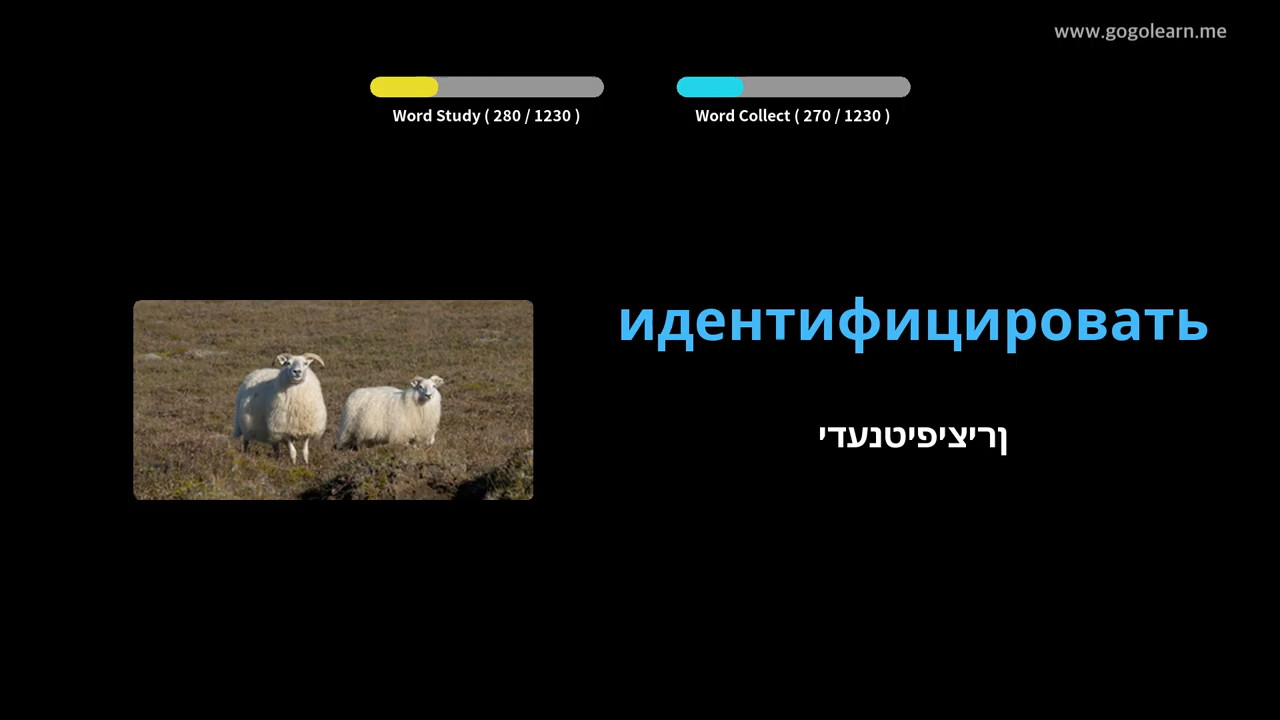 www.gogolearn.me
Word Study ( 280 / 1230 )
Word Collect ( 270 / 1230 )
идентифицировать
ןריציפיטנעדי